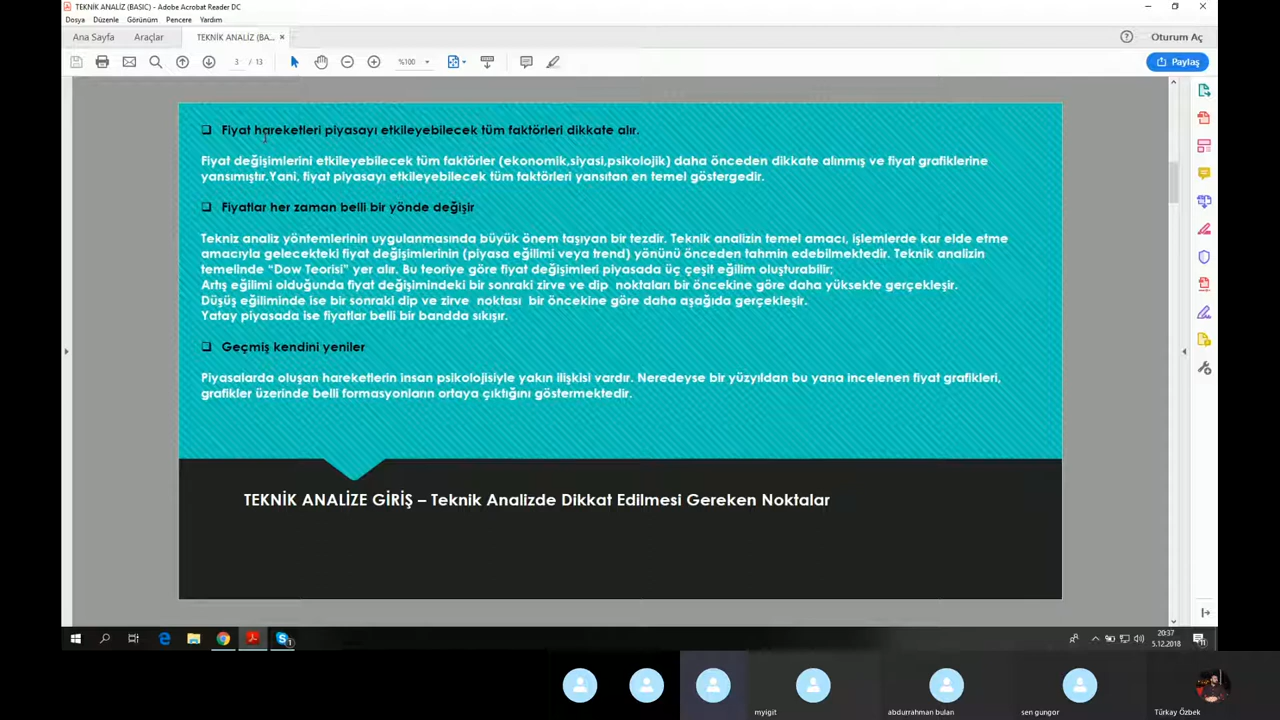 TEKNİK ANALİZ (BASIC) - Adobe Acrobat Reader DC
Dosya Düzenle Görünüm Pencere Yardım
Ana Sayfa Araçlar TEKNİK ANALİZ (BA... × Oturum Aç
3 / 13 %100 Paylaş
Fiyat hareketleri piyasayı etkileyebilecek tüm faktörleri dikkate alır.
Fiyat değişimlerini etkileyebilecek tüm faktörler (ekonomik,siyasi,psikolojik) daha önceden dikkate alınmış ve fiyat grafiklerine
yansımıştır.Yani, fiyat piyasayı etkileyebilecek tüm faktörleri yansıtan en temel göstergedir.
Fiyatlar her zaman belli bir yönde değişir
Tekniz analiz yöntemlerinin uygulanmasında büyük önem taşıyan bir tezdir. Teknik analizin temel amacı, işlemlerde kar elde etme
amacıyla gelecekteki fiyat değişimlerinin (piyasa eğilimi veya trend) yönünü önceden tahmin edebilmektedir. Teknik analizin
temelinde “Dow Teorisi” yer alır. Bu teoriye göre fiyat değişimleri piyasada üç çeşit eğilim oluşturabilir;
Artış eğilimi olduğunda fiyat değişimindeki bir sonraki zirve ve dip noktaları bir öncekine göre daha yüksekte gerçekleşir.
Düşüş eğiliminde ise bir sonraki dip ve zirve noktası bir öncekine göre daha aşağıda gerçekleşir.
Yatay piyasada ise fiyatlar belli bir bandda sıkışır.
Geçmiş kendini yeniler
Piyasalarda oluşan hareketlerin insan psikolojisiyle yakın ilişkisi vardır. Neredeyse bir yüzyıldan bu yana incelenen fiyat grafikleri,
grafikler üzerinde belli formasyonların ortaya çıktığını göstermektedir.
TEKNİK ANALİZE GİRİŞ – Teknik Analizde Dikkat Edilmesi Gereken Noktalar
20:37
5.12.2018
myigit abdurrahman bulan sen gungor Türkay Özbek